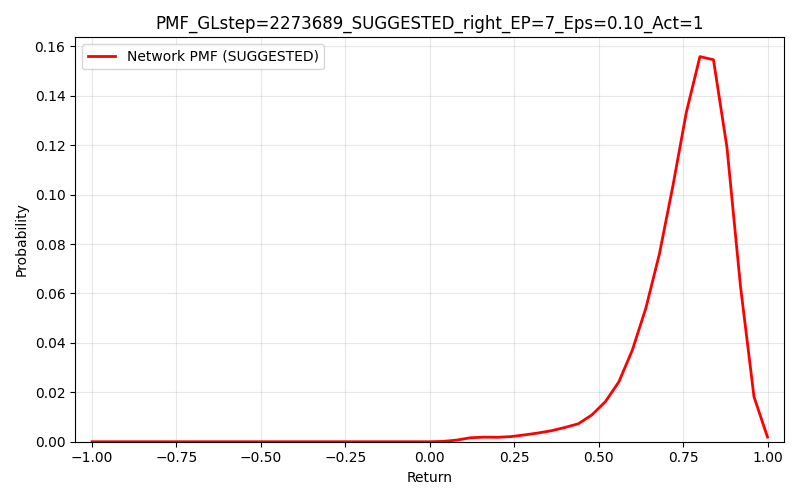 PMF_GLstep=2273689_SUGGESTED_right_EP=7_Eps=0.10_Act=1
Network PMF (SUGGESTED)
Probability
0.16
0.14
0.12
0.10
0.08
0.06
0.04
0.02
0.00
−1.00 −0.75 −0.50 −0.25 0.00 0.25 0.50 0.75 1.00
Return